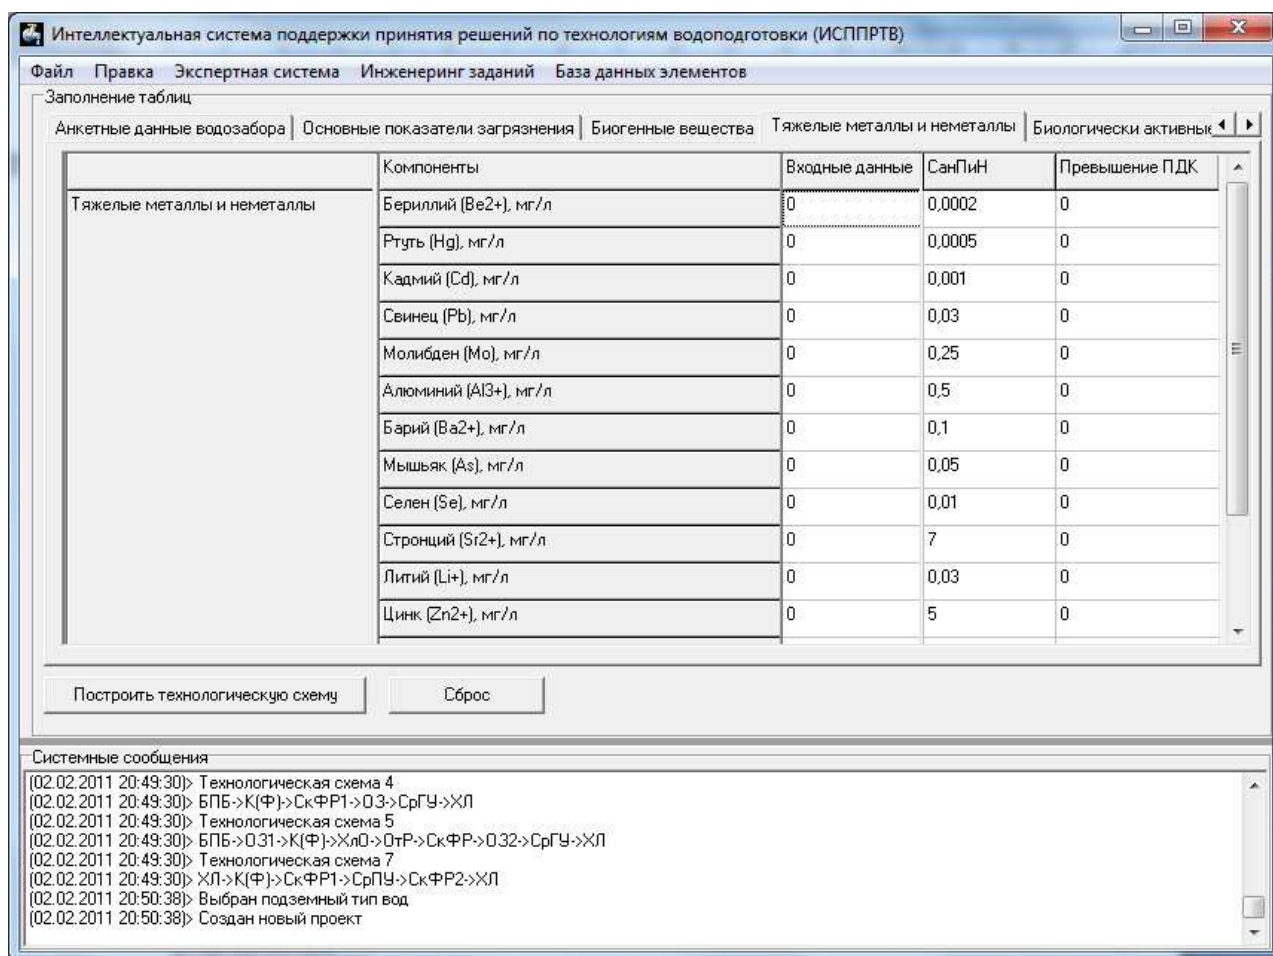 Интеллектуальная система поддержки принятия решений по технологиям водоподготовки (ИСППРТВ)
Файл Правка Экспертная система Инженеринг заданий База данных элементов
Заполнение таблиц
Анкетные данные водозабора Основные показатели загрязнения Биогенные вещества Тяжелые металлы и неметаллы Биологически активные
Компоненты Входные данные СанПиН Превышение ПДК
Тяжелые металлы и неметаллы Бериллий (Be2+), мг/л 0 0,0002 0
Ртуть (Hg), мг/л 0 0,0005 0
Кадмий (Cd), мг/л 0 0,001 0
Свинец (Pb), мг/л 0 0,03 0
Молибден (Mo), мг/л 0 0,25 0
Алюминий (Al3+), мг/л 0 0,5 0
Барий (Ba2+), мг/л 0 0,1 0
Мышьяк (As), мг/л 0 0,05 0
Селен (Se), мг/л 0 0,01 0
Стронций (Sr2+), мг/л 0 7 0
Литий (Li+), мг/л 0 0,03 0
Цинк (Zn2+), мг/л 0 5 0
Построить технологическую схему Сброс
Системные сообщения
(02.02.2011 20:49:30)> Технологическая схема 4
(02.02.2011 20:49:30)> БПБ->К(Ф)->СкФР1->ОЗ->СрГУ->ХЛ
(02.02.2011 20:49:30)> Технологическая схема 5
(02.02.2011 20:49:30)> БПБ->ОЗ1->К(Ф)->ХлО->ОтР->СкФР->ОЗ2->СрГУ->ХЛ
(02.02.2011 20:49:30)> Технологическая схема 7
(02.02.2011 20:49:30)> ХЛ->К(Ф)->СкФР1->СрПУ->СкФР2->ХЛ
(02.02.2011 20:50:38)> Выбран подземный тип вод
(02.02.2011 20:50:38)> Создан новый проект